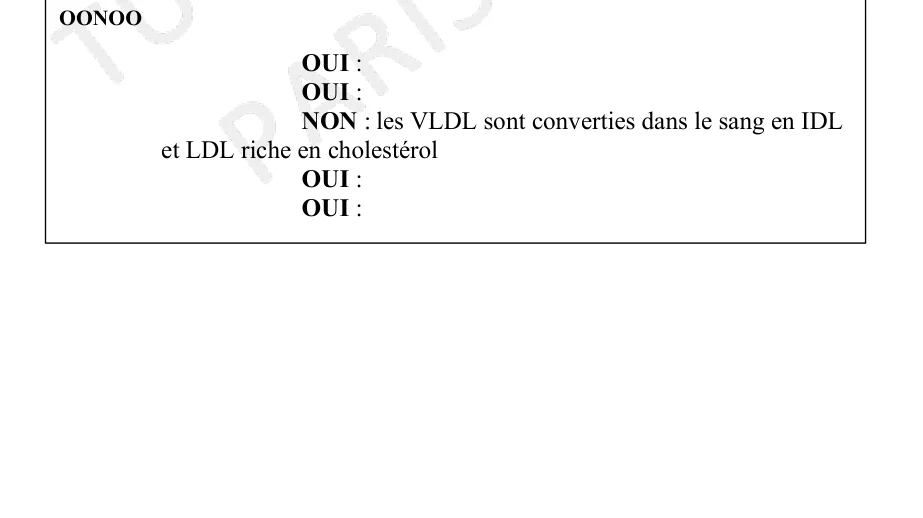 OONOO
OUI :
OUI :
NON : les VLDL sont converties dans le sang en IDL
et LDL riche en cholestérol
OUI :
OUI :